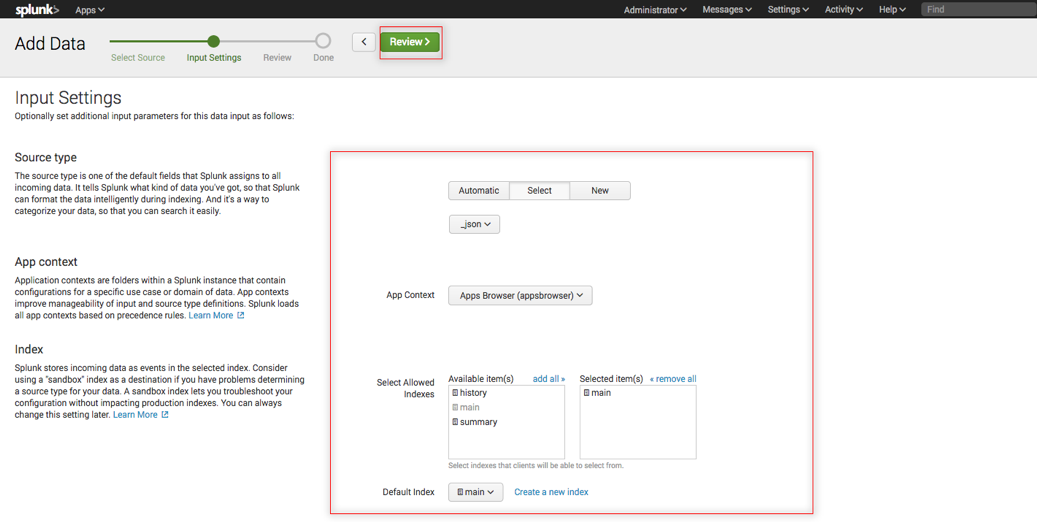 splunk> Apps Administrator Messages Settings Activity Help Find
Add Data
Select Source Input Settings Review Done
< Review >
Input Settings
Optionally set additional input parameters for this data input as follows:
Source type
The source type is one of the default fields that Splunk assigns to all
incoming data. It tells Splunk what kind of data you've got, so that Splunk
can format the data intelligently during indexing. And it's a way to
categorize your data, so that you can search it easily.
Automatic Select New
_json
App context
Application contexts are folders within a Splunk instance that contain
configurations for a specific use case or domain of data. App contexts
improve manageability of input and source type definitions. Splunk loads
all app contexts based on precedence rules. Learn More
App Context Apps Browser (appsbrowser)
Index
Splunk stores incoming data as events in the selected index. Consider
using a "sandbox" index as a destination if you have problems determining
a source type for your data. A sandbox index lets you troubleshoot your
configuration without impacting production indexes. You can always
change this setting later. Learn More
Select Allowed
Indexes
Available item(s) add all »
history
main
summary
Selected item(s) « remove all
main
Select indexes that clients will be able to select from.
Default Index main Create a new index